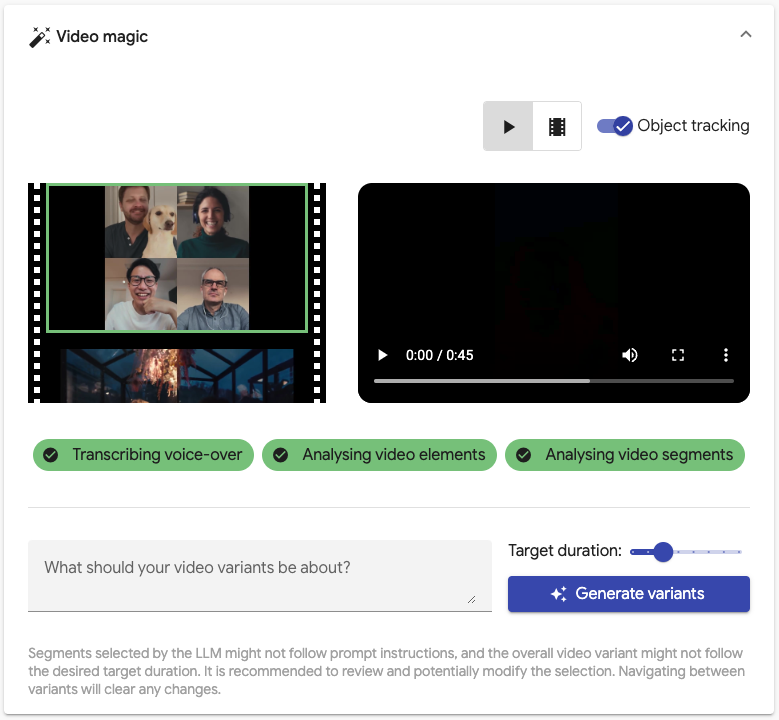 Video magic
Object tracking
0:00 / 0:45
Transcribing voice-over
Analysing video elements
Analysing video segments
What should your video variants be about?
Target duration:
Generate variants
Segments selected by the LLM might not follow prompt instructions, and the overall video variant might not follow
the desired target duration. It is recommended to review and potentially modify the selection. Navigating between
variants will clear any changes.